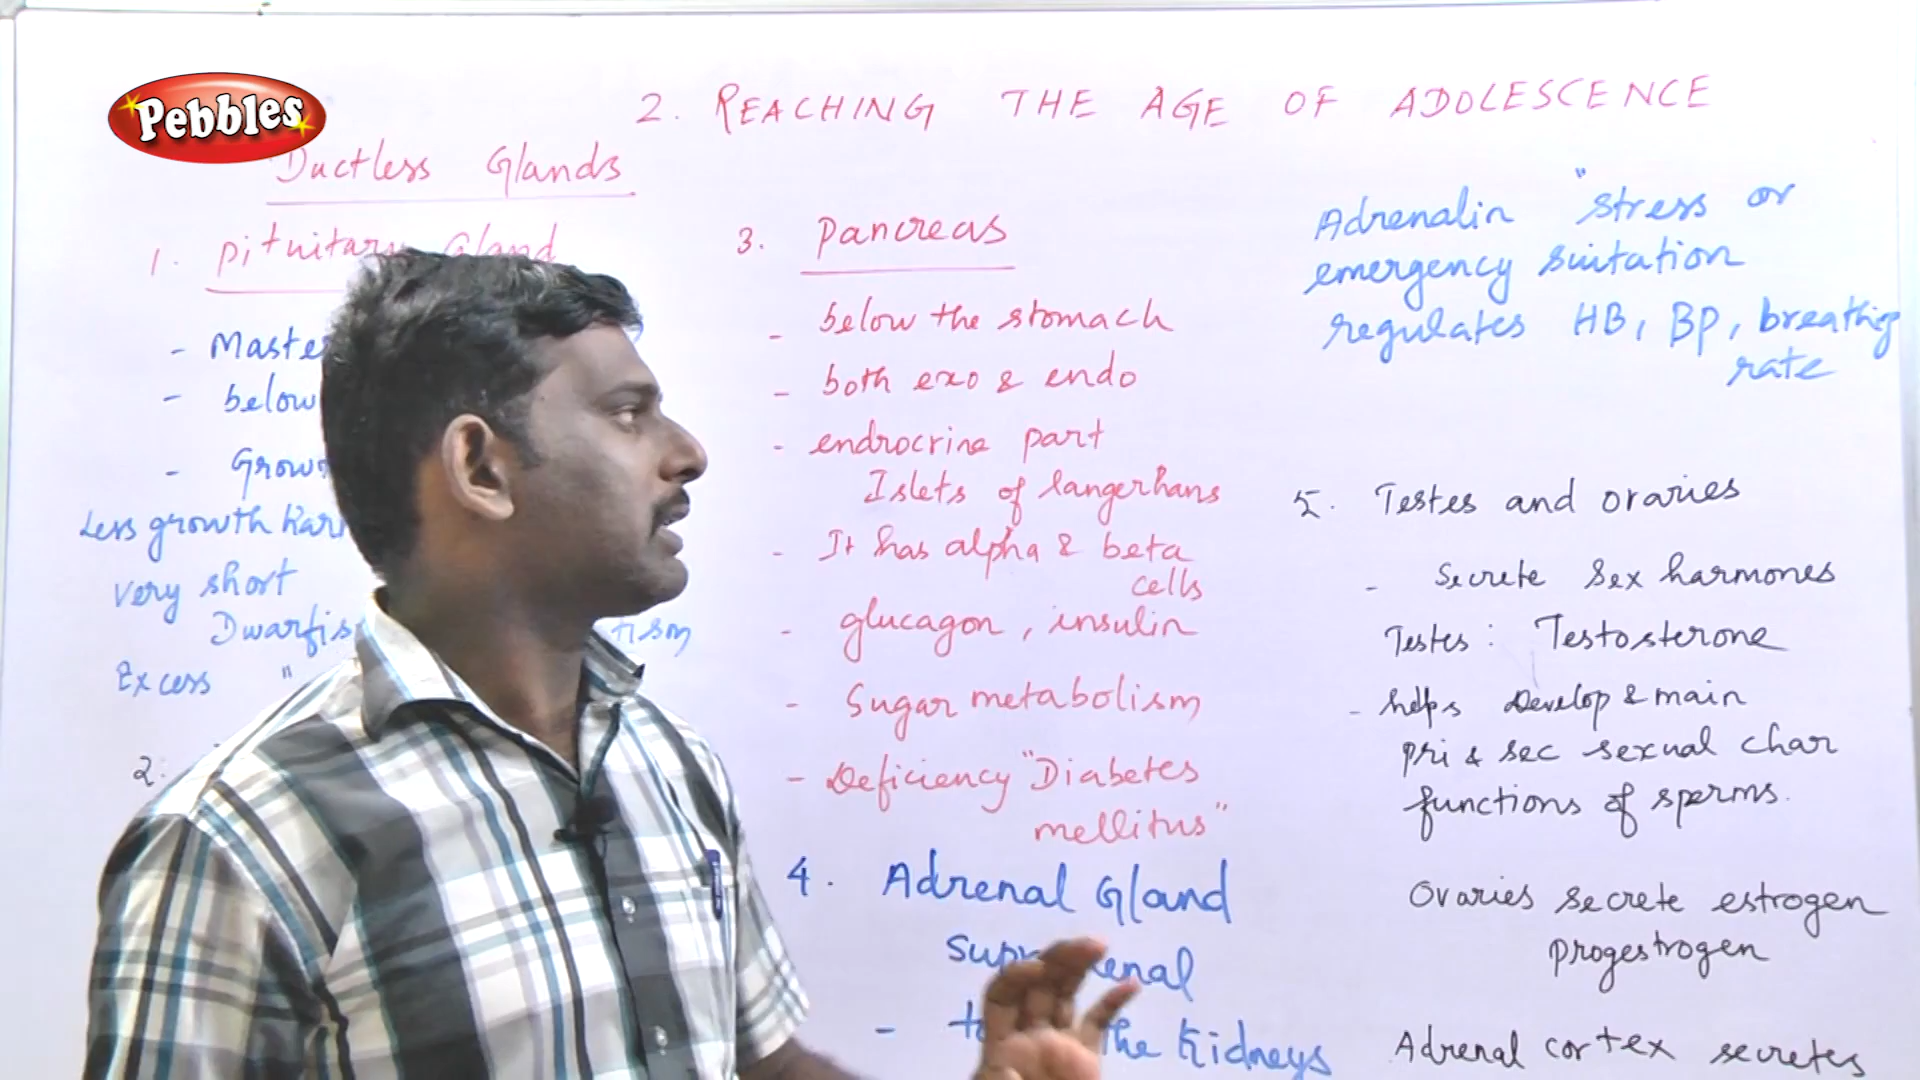 Pebbles
2. REACHING THE AGE OF ADOLESCENCE
Ductless Glands
1. Pituitary Gland
- Maste
- below
- Grow
Less growth
Very short
Dwarfis tism
Excess "
2.
3. Pancreas
- below the stomach
- both exo & endo
- endrocrine part
Islets of langerhans
- It has alpha & beta
cells
- glucagon, insulin
- Sugar metabolism
- Deficiency "Diabetes
mellitus"
4. Adrenal Gland
Sup enal
- the Kidneys
Adrenalin "stress or
emergency suitation
regulates HB, BP, breathing
rate
5. Testes and ovaries
- Secrete Sex harmones
Testes: Testosterone
- helps Develop & main
pri & sec sexual char
functions of sperms.
Ovaries secrete estrogen
progestrogen
Adrenal cortex secretes